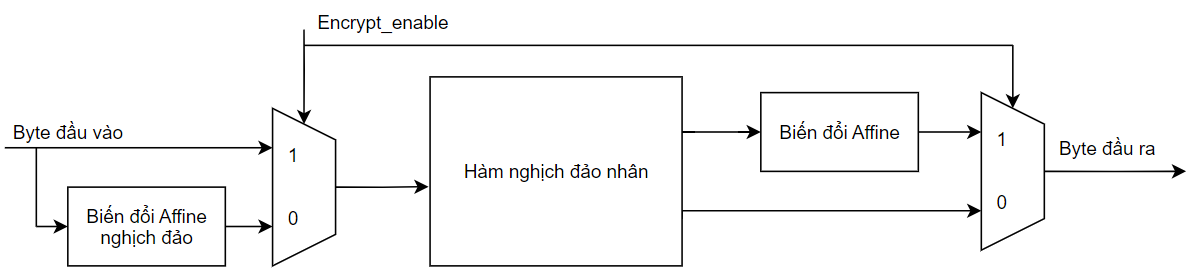 Encrypt_enable
Byte đầu vào
1
0
Biến đổi Affine
nghịch đảo
Hàm nghịch đảo nhân
Biến đổi Affine
1
0
Byte đầu ra